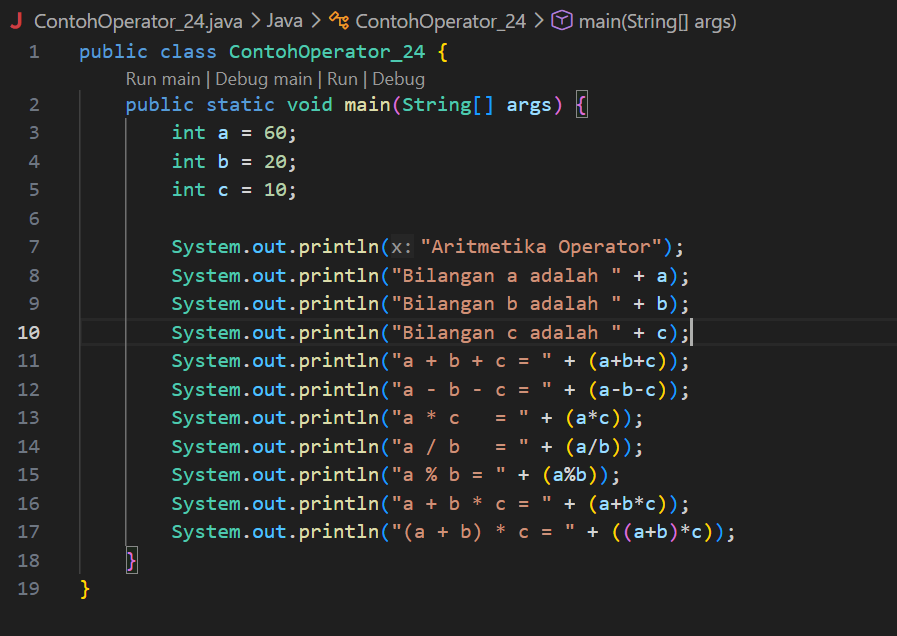 J ContohOperator_24.java > Java > ContohOperator_24 > main(String[] args)
1 public class ContohOperator_24 {
Run main | Debug main | Run | Debug
2     public static void main(String[] args) {
3         int a = 60;
4         int b = 20;
5         int c = 10;
6
7         System.out.println(x: "Aritmetika Operator");
8         System.out.println("Bilangan a adalah " + a);
9         System.out.println("Bilangan b adalah " + b);
10         System.out.println("Bilangan c adalah " + c);
11         System.out.println("a + b + c = " + (a+b+c));
12         System.out.println("a - b - c = " + (a-b-c));
13         System.out.println("a * c   = " + (a*c));
14         System.out.println("a / b   = " + (a/b));
15         System.out.println("a % b = " + (a%b));
16         System.out.println("a + b * c = " + (a+b*c));
17         System.out.println("(a + b) * c = " + ((a+b)*c));
18     }
19 }